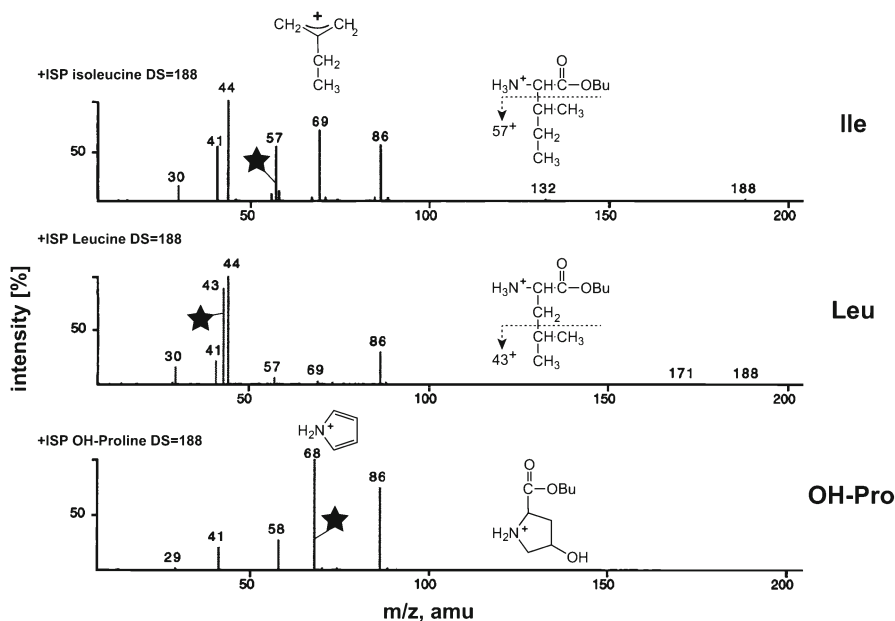 +
CH2 CH2
CH2
CH3
+ISP isoleucine DS=188
H3N+-CH-C-OBu
O
CH-CH3
57+
CH2
CH3
Ile
50
30
41
44
57
69
86
132
188
50 100 150 200
+ISP Leucine DS=188
H3N+-CH-C-OBu
O
CH2
CH-CH3
43+
CH3
Leu
50
30
41
43
44
57
69
86
171
188
50 100 150 200
+ISP OH-Proline DS=188
H2N+
O
C-OBu
H2N+
OH
OH-Pro
50
29
41
58
68
86
50 100 150 200
intensity [%]
m/z, amu